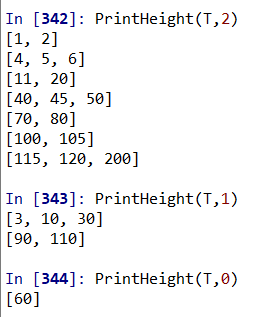 In [342]: PrintHeight(T,2)
[1, 2]
[4, 5, 6]
[11, 20]
[40, 45, 50]
[70, 80]
[100, 105]
[115, 120, 200]
In [343]: PrintHeight(T,1)
[3, 10, 30]
[90, 110]
In [344]: PrintHeight(T,0)
[60]